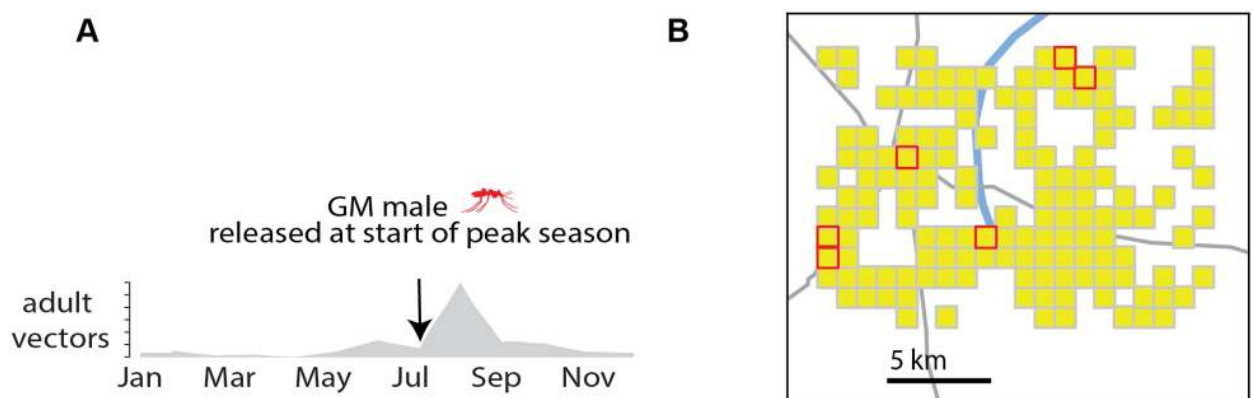 A
B
GM male
released at start of peak season
adult
vectors
Jan Mar May Jul Sep Nov
5 km